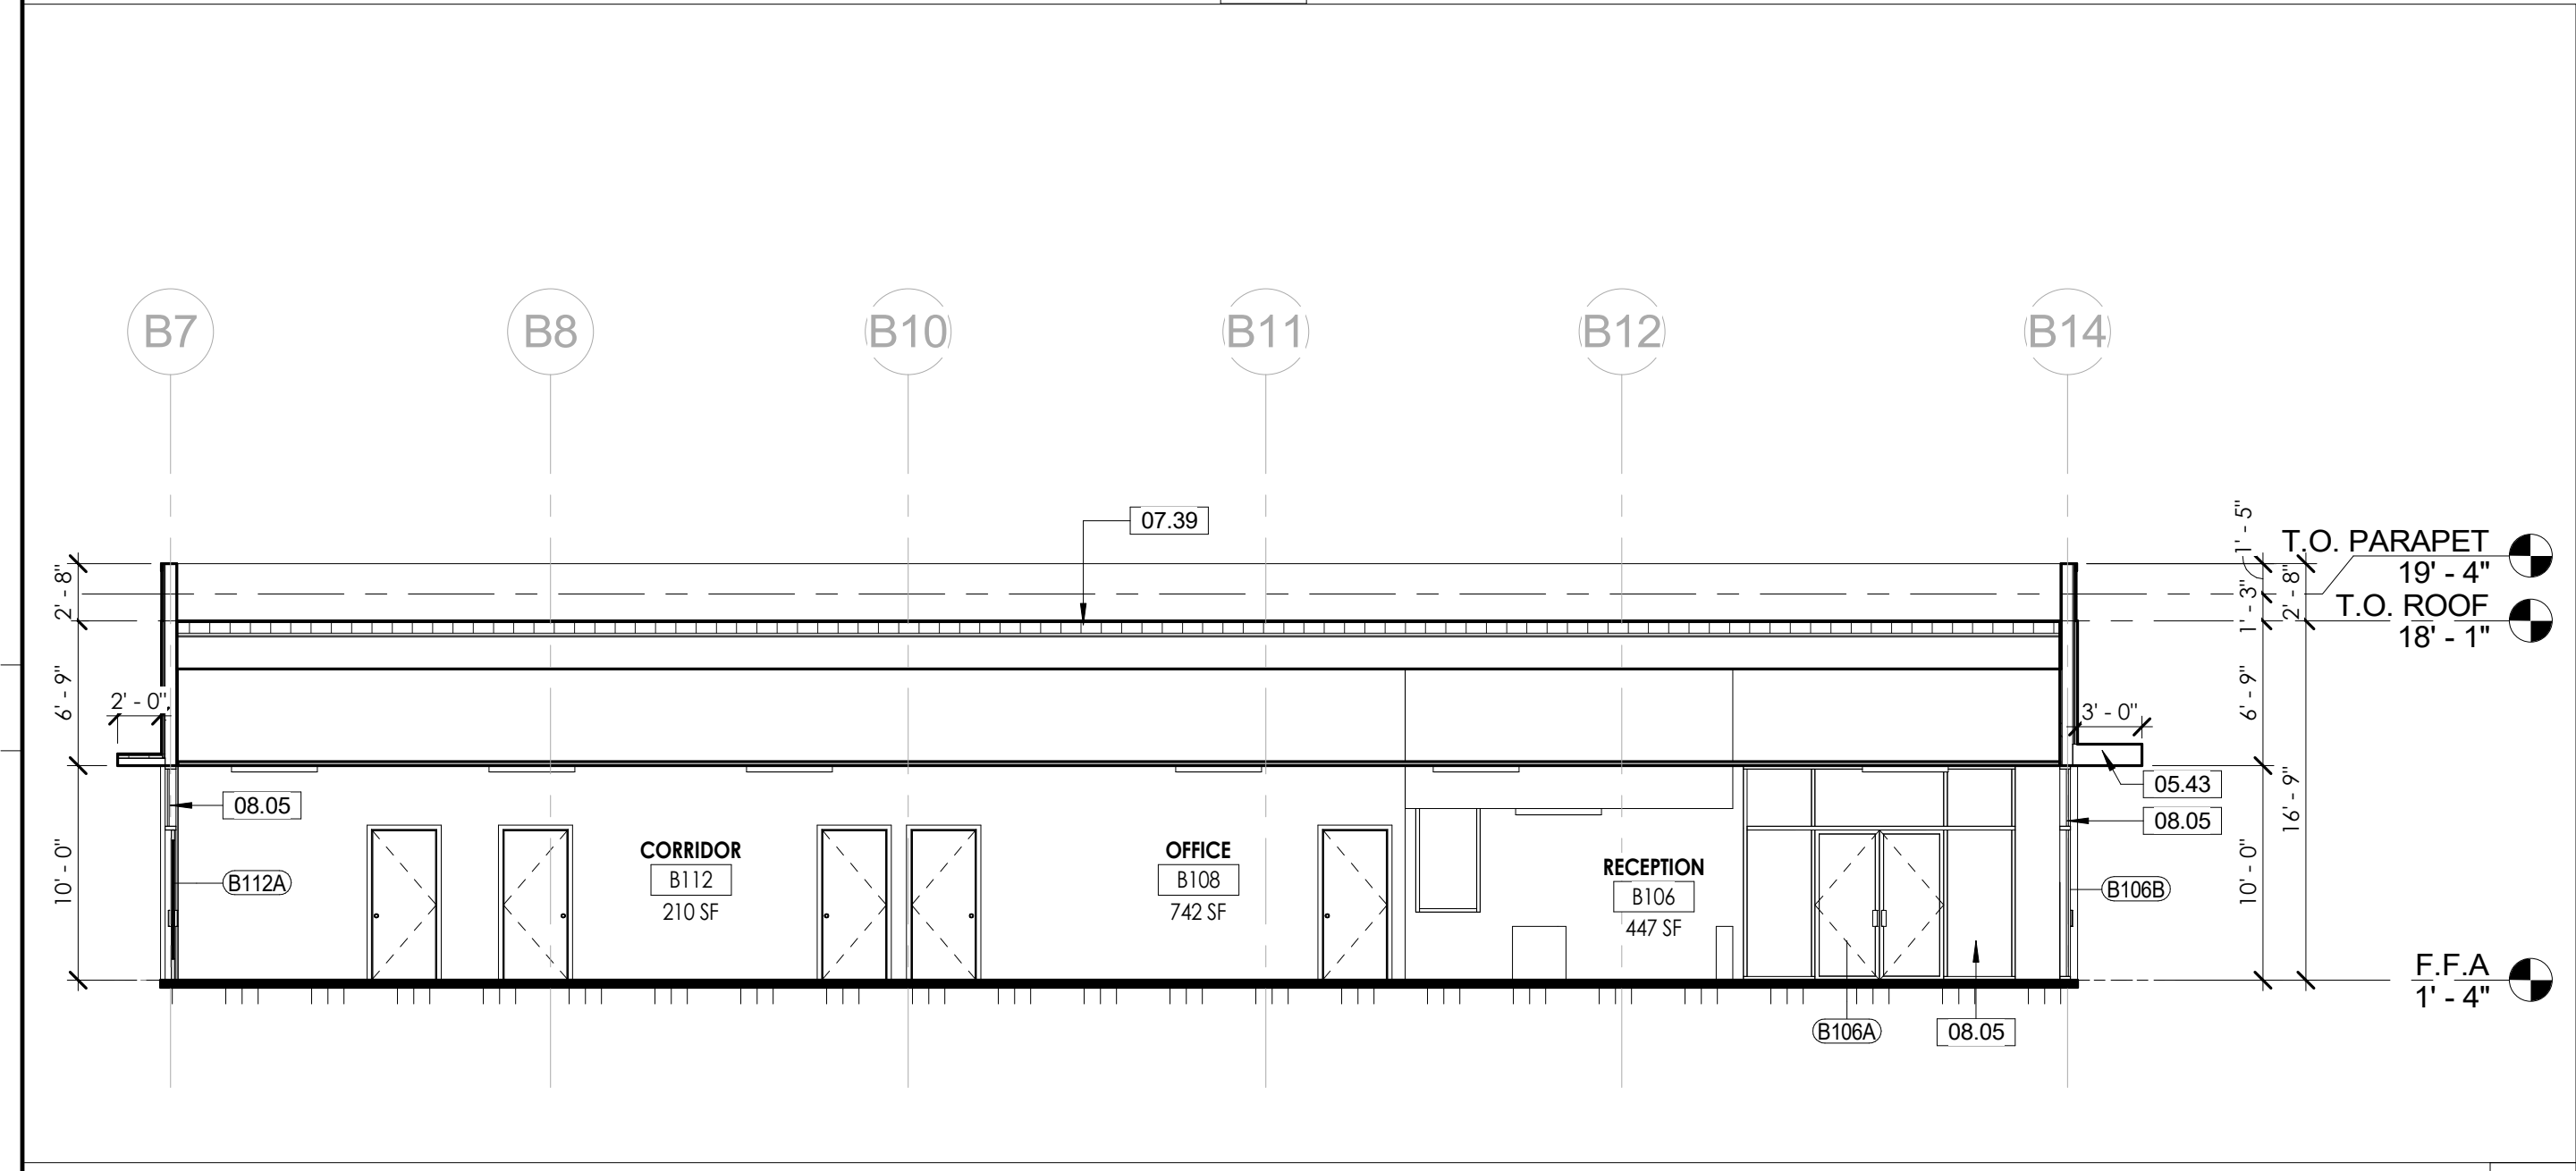 B7
B8
B10
B11
B12
B14
07.39
1' - 5"
T.O. PARAPET
19' - 4"
2' - 8"
1' - 3"
2' - 8"
T.O. ROOF
18' - 1"
6' - 9"
2' - 0"
6' - 9"
3' - 0"
08.05
05.43
08.05
16' - 9"
10' - 0"
B112A
CORRIDOR
B112
210 SF
OFFICE
B108
742 SF
RECEPTION
B106
447 SF
B106B
10' - 0"
F.F.A
1' - 4"
B106A
08.05